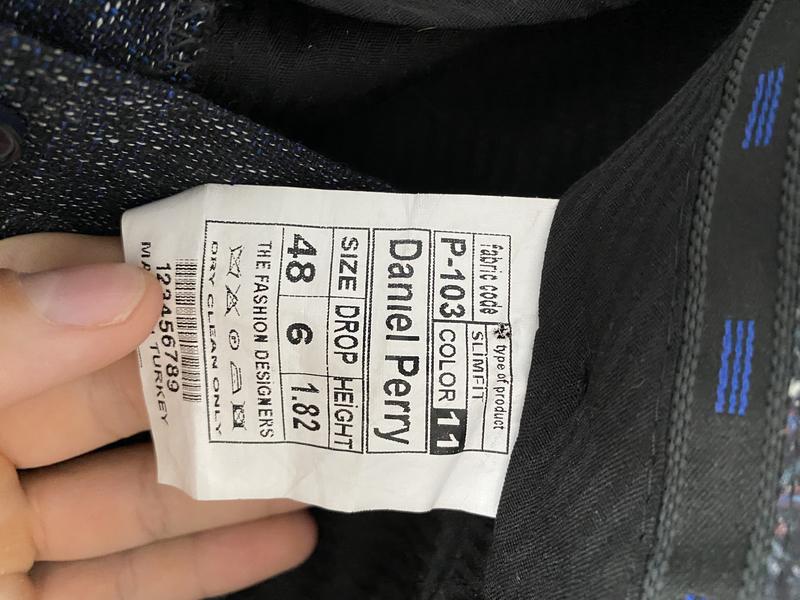 fabric code type of product
P-103 SLIMFIT
COLOR 11
Daniel Perry
SIZE DROP HEIGHT
48 6 1.82
THE FASHION DESIGNERS
DRY CLEAN ONLY
123456789
TURKEY